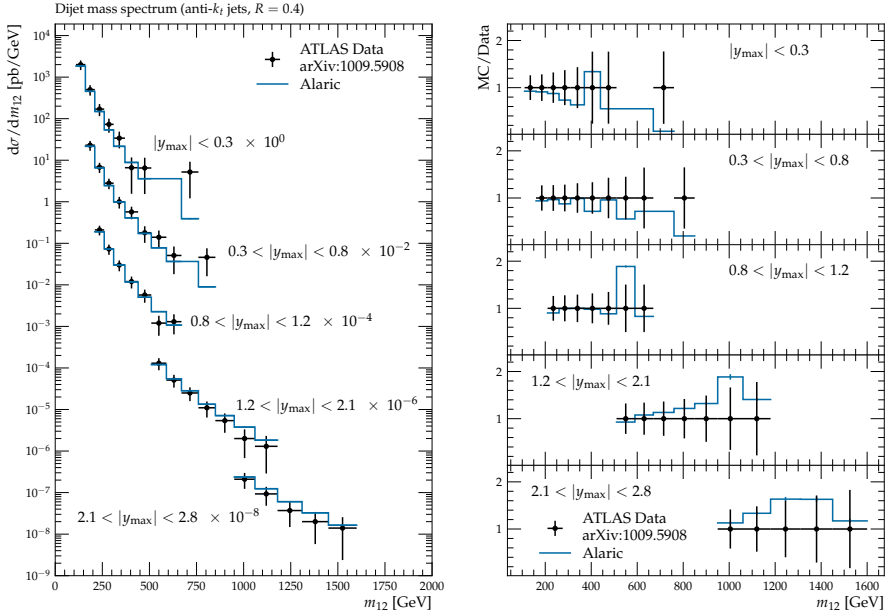 Dijet mass spectrum (anti-k_t jets, R = 0.4)
dσ/dm_12 [pb/GeV]
10^4
10^3
10^2
10^1
1
10^−1
10^−2
10^−3
10^−4
10^−5
10^−6
10^−7
10^−8
10^−9
ATLAS Data
arXiv:1009.5908
Alaric
|y_max| < 0.3 × 10^0
0.3 < |y_max| < 0.8 × 10^−2
0.8 < |y_max| < 1.2 × 10^−4
1.2 < |y_max| < 2.1 × 10^−6
2.1 < |y_max| < 2.8 × 10^−8
0 250 500 750 1000 1250 1500 1750 2000
m_12 [GeV]
MC/Data
2
1
|y_max| < 0.3
2
1
0.3 < |y_max| < 0.8
2
1
0.8 < |y_max| < 1.2
2
1
1.2 < |y_max| < 2.1
2
1
2.1 < |y_max| < 2.8
ATLAS Data
arXiv:1009.5908
Alaric
200 400 600 800 1000 1200 1400 1600
m_12 [GeV]